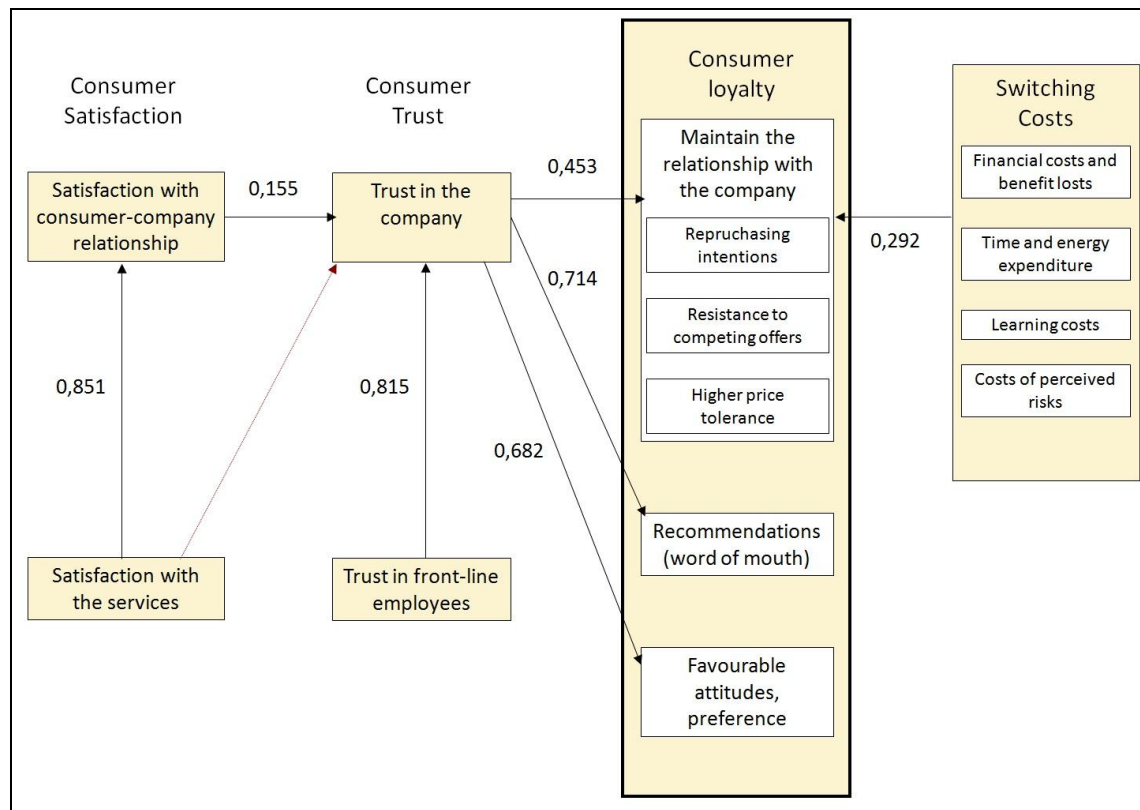 Consumer
Satisfaction
Satisfaction with
consumer-company
relationship
0,155
0,851
Satisfaction with
the services
Consumer
Trust
Trust in the
company
0,815
Trust in front-line
employees
0,453
0,714
0,682
Consumer
loyalty
Maintain the
relationship with
the company
Repruchasing
intentions
Resistance to
competing offers
Higher price
tolerance
Recommendations
(word of mouth)
Favourable
attitudes,
preference
0,292
Switching
Costs
Financial costs and
benefit losts
Time and energy
expenditure
Learning costs
Costs of perceived
risks